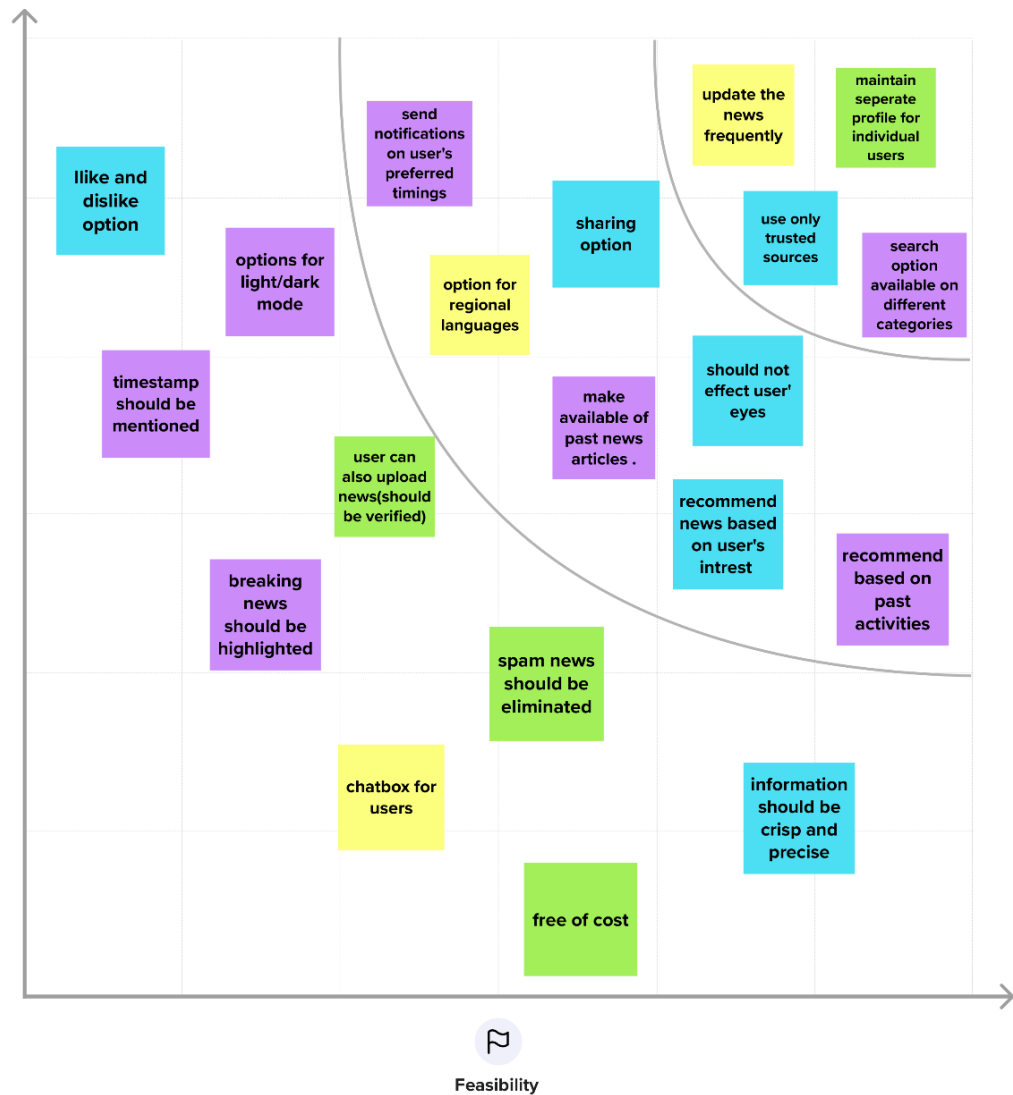 update the
news
frequently
maintain
seperate
profile for
individual
users
send
notifications
on user's
preferred
timings
llike and
dislike
option
sharing
option
use only
trusted
sources
options for
light/dark
mode
option for
regional
languages
search
option
available on
different
categories
timestamp
should be
mentioned
should not
effect user'
eyes
make
available of
past news
articles .
user can
also upload
news(should
be verified)
recommend
news based
on user's
intrest
recommend
based on
past
activities
breaking
news
should be
highlighted
spam news
should be
eliminated
chatbox for
users
information
should be
crisp and
precise
free of cost
Feasibility